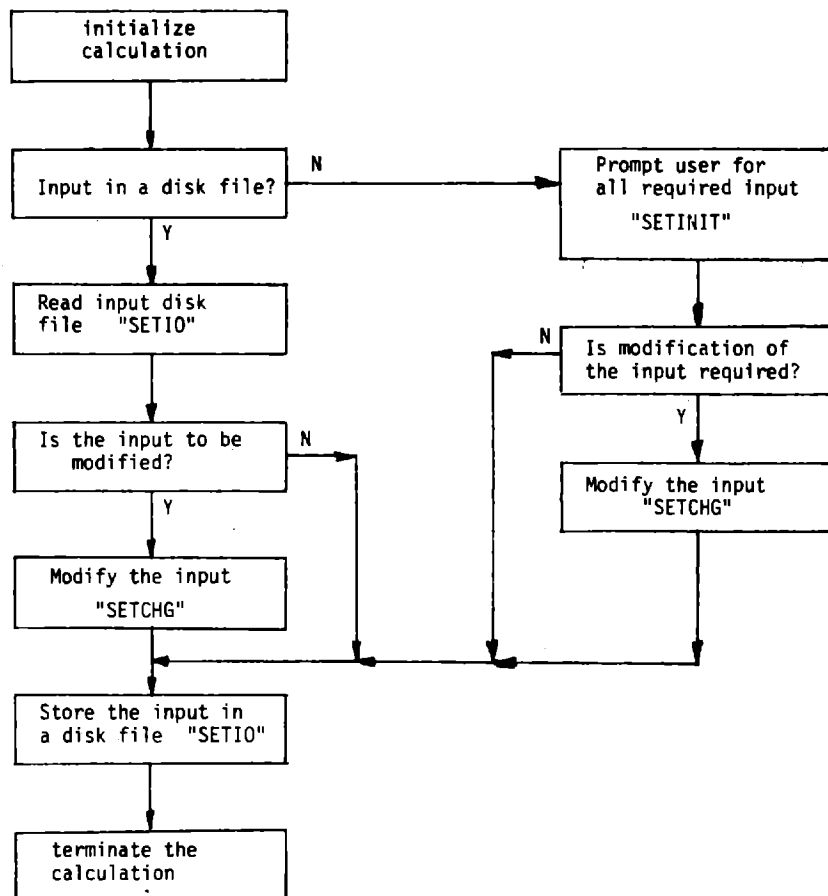 initialize
calculation
Input in a disk file?
N
Y
Prompt user for
all required input
"SETINIT"
Read input disk
file "SETIO"
N
Is modification of
the input required?
Y
Is the input to be
modified?
N
Y
Modify the input
"SETCHG"
Modify the input
"SETCHG"
Store the input in
a disk file "SETIO"
terminate the
calculation